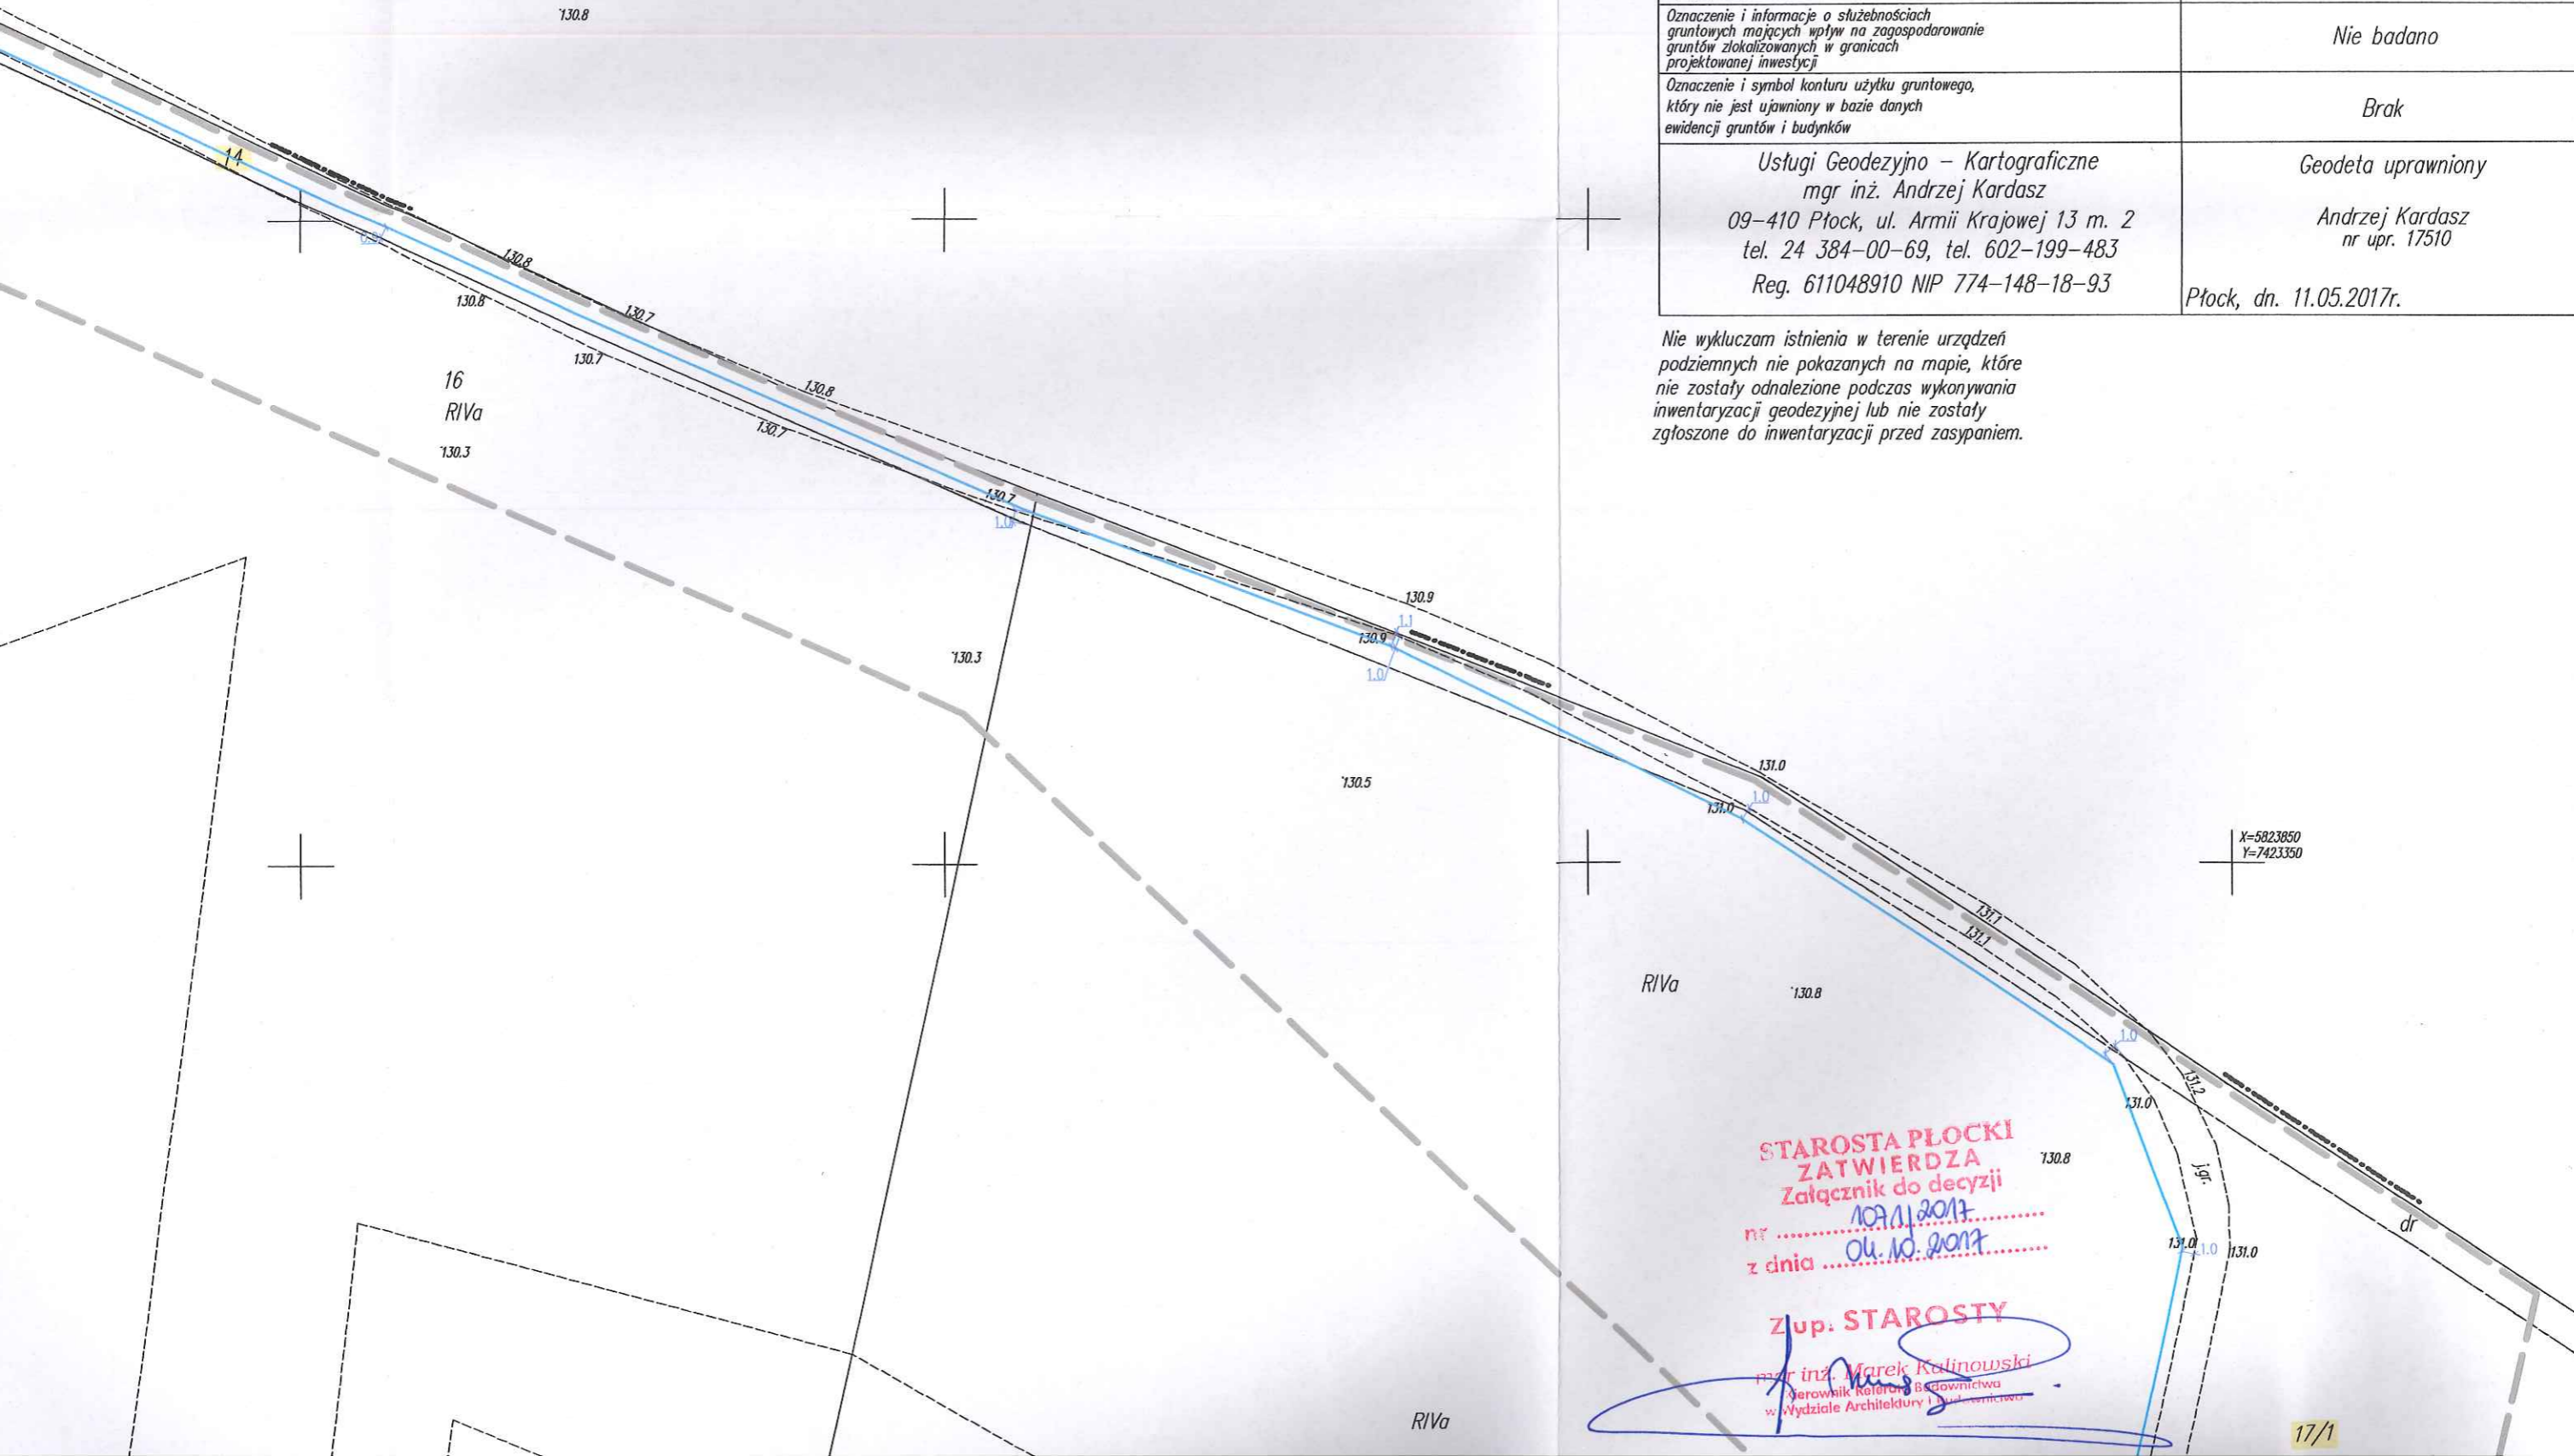 130.8
Oznaczenie i informacje o służebnościach
gruntowych mających wpływ na zagospodarowanie
gruntów zlokalizowanych w granicach
projektowanej inwestycji
Nie badano
Oznaczenie i symbol konturu użytku gruntowego,
który nie jest ujawniony w bazie danych
ewidencji gruntów i budynków
Brak
Usługi Geodezyjno – Kartograficzne
mgr inż. Andrzej Kardasz
09-410 Płock, ul. Armii Krajowej 13 m. 2
tel. 24 384-00-69, tel. 602-199-483
Reg. 611048910 NIP 774-148-18-93
Geodeta uprawniony
Andrzej Kardasz
nr upr. 17510
Płock, dn. 11.05.2017r.
Nie wykluczam istnienia w terenie urządzeń
podziemnych nie pokazanych na mapie, które
nie zostały odnalezione podczas wykonywania
inwentaryzacji geodezyjnej lub nie zostały
zgłoszone do inwentaryzacji przed zasypaniem.
14
130.8
130.8
130.7
130.7
130.8
130.7
16
RIVa
130.3
130.7
1.0
130.9
1.1
130.9
1.0
130.3
130.5
131.0
1.0
131.0
X=5823850
Y=7423350
131.1
131.1
RIVa
130.8
1.0
131.2
131.0
130.8
j.gr.
dr
131.0
1.0
131.0
STAROSTA PŁOCKI
ZATWIERDZA
Załącznik do decyzji
nr 1071/2017
z dnia 04.10.2017
Z up. STAROSTY
mgr inż. Marek Kalinowski
Kierownik Referatu Budownictwa
w Wydziale Architektury i Budownictwa
RIVa
17/1